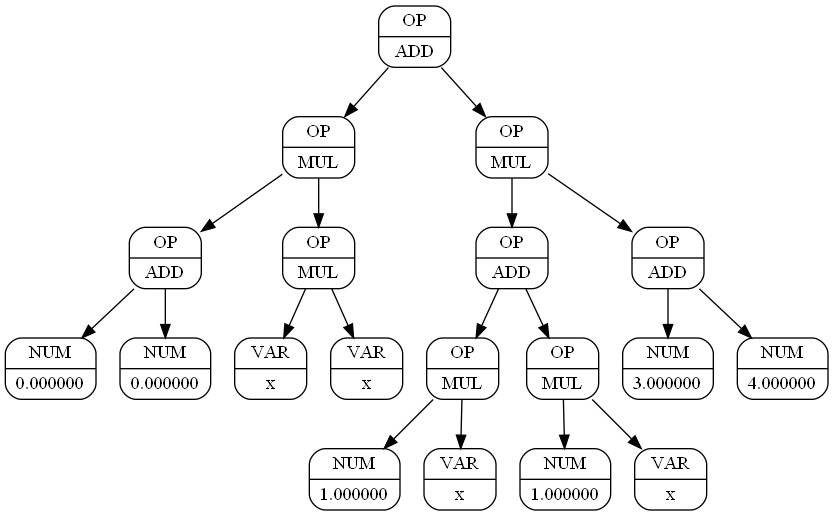 OP
ADD
OP
MUL
OP
MUL
OP
ADD
OP
MUL
OP
ADD
OP
ADD
NUM
0.000000
NUM
0.000000
VAR
x
VAR
x
OP
MUL
OP
MUL
NUM
3.000000
NUM
4.000000
NUM
1.000000
VAR
x
NUM
1.000000
VAR
x